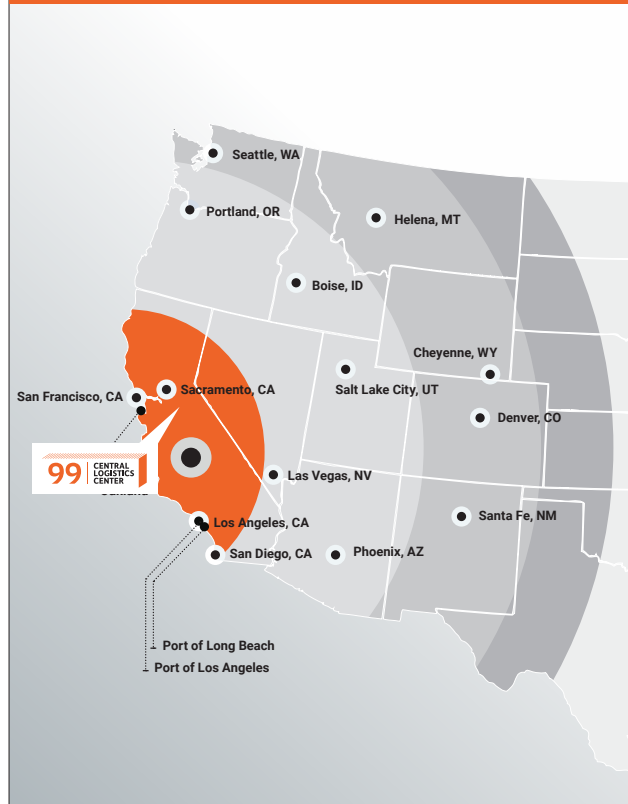 Seattle, WA
Portland, OR
Helena, MT
Boise, ID
Cheyenne, WY
Salt Lake City, UT
San Francisco, CA
Sacramento, CA
Denver, CO
99 CENTRAL
LOGISTICS
CENTER
Las Vegas, NV
Los Angeles, CA
Santa Fe, NM
San Diego, CA
Phoenix, AZ
Port of Long Beach
Port of Los Angeles